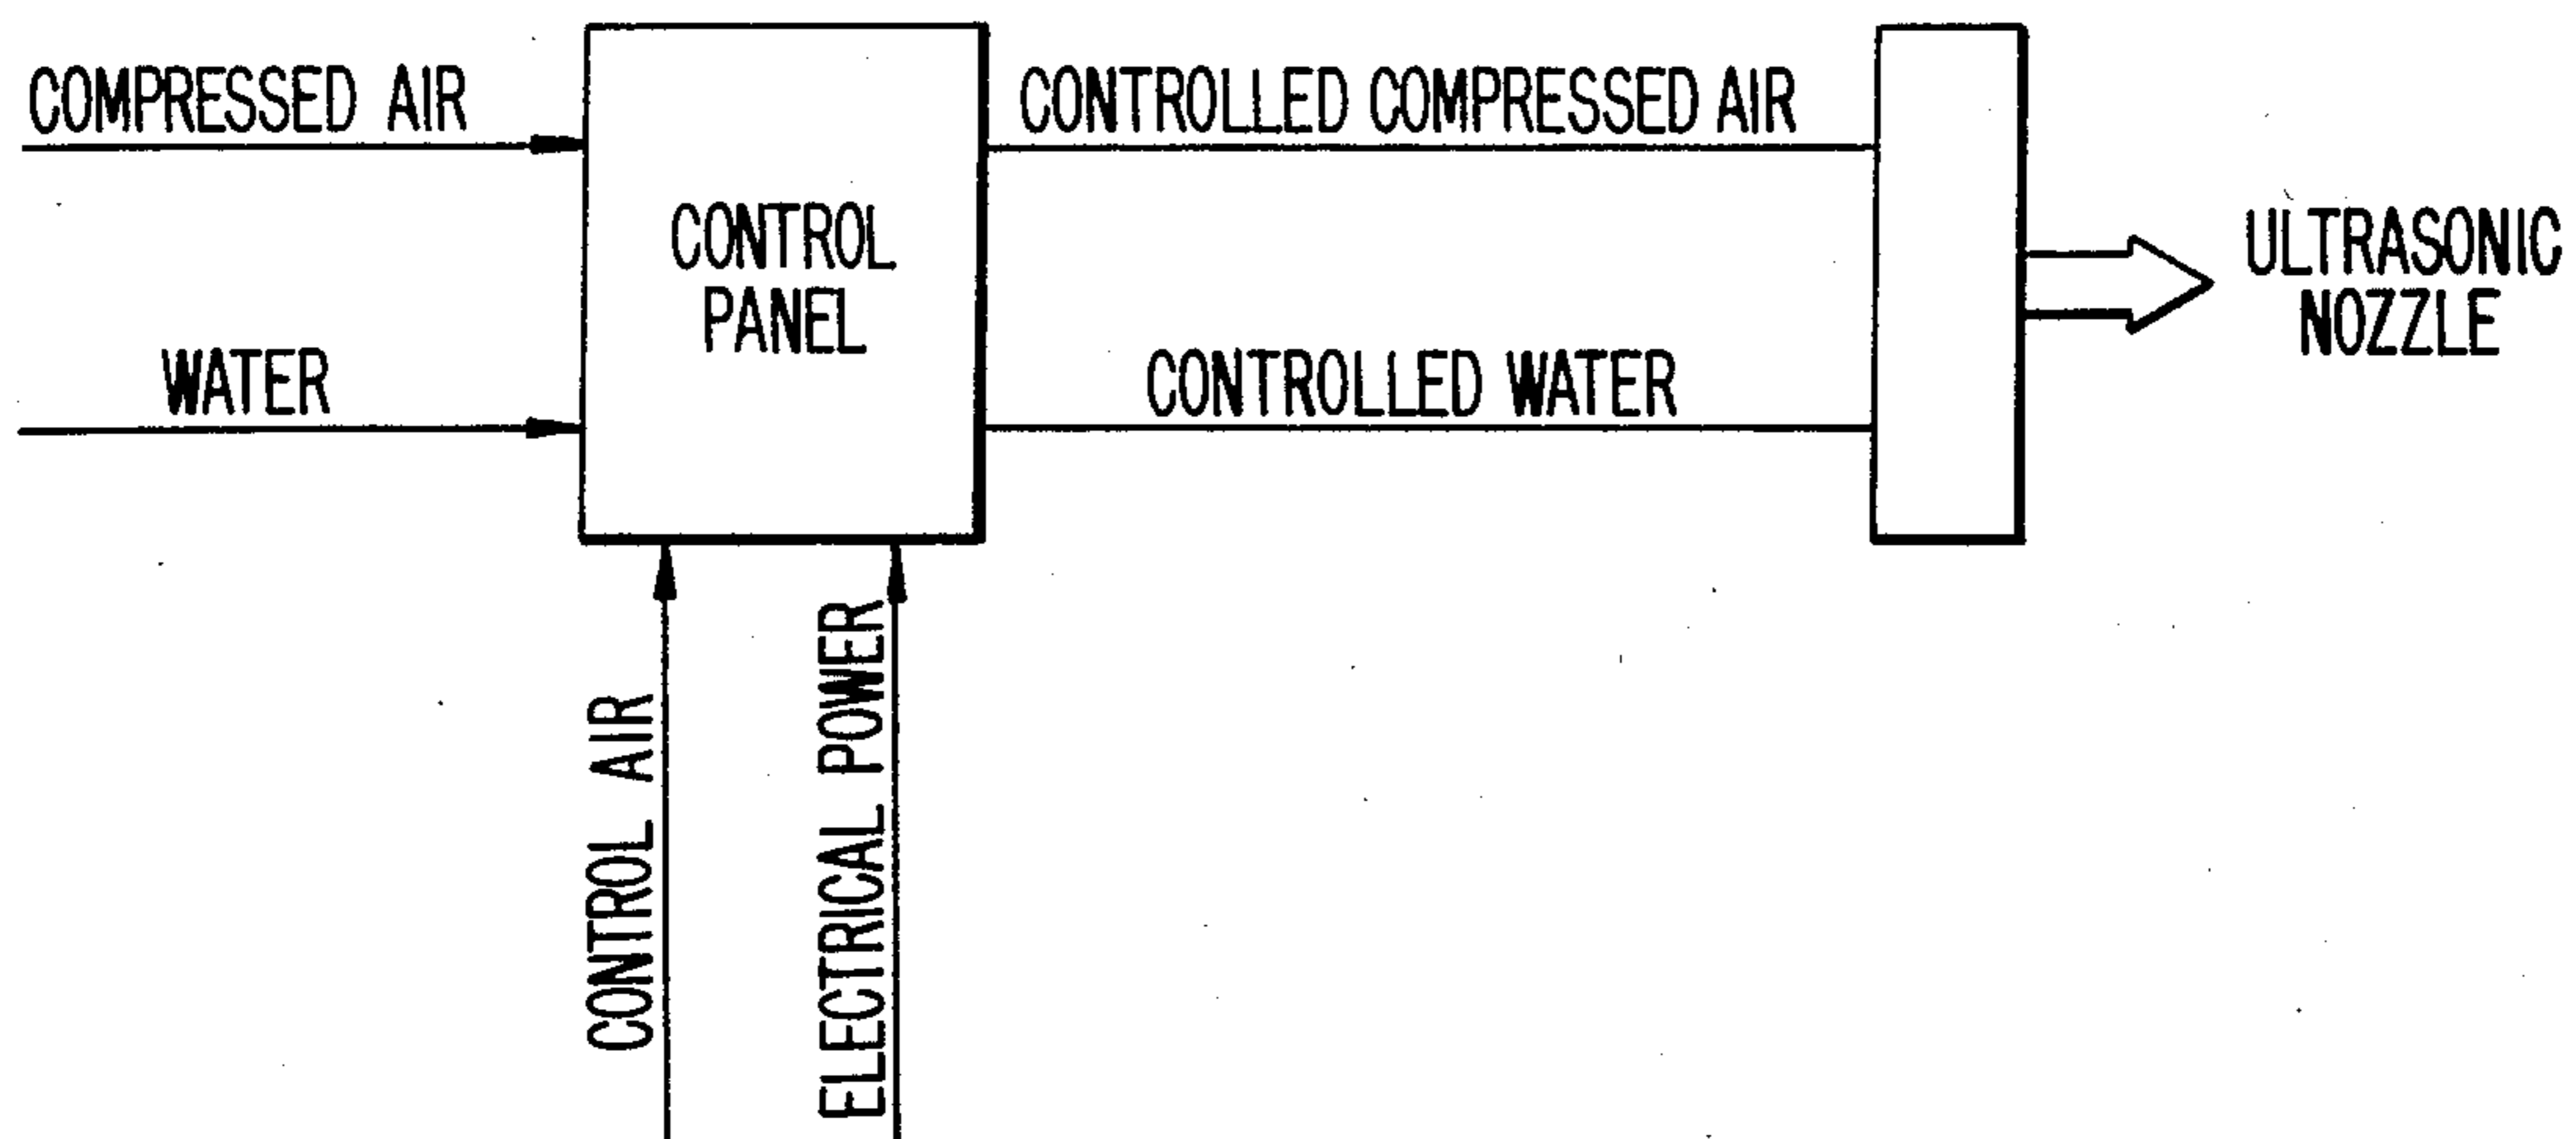 COMPRESSED AIR
CONTROLLED COMPRESSED AIR
CONTROL
PANEL
ULTRASONIC
NOZZLE
WATER
CONTROLLED WATER
CONTROL AIR
ELECTRICAL POWER